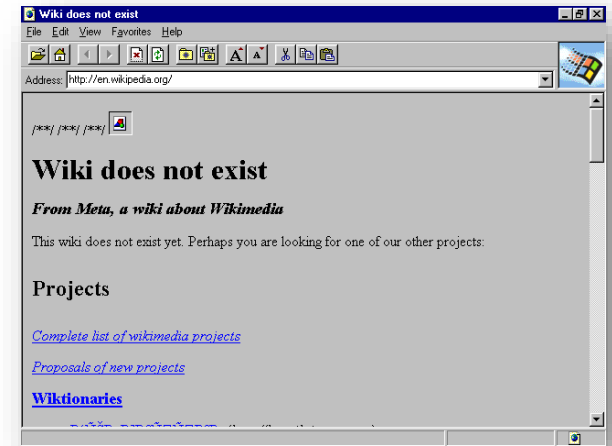 Wiki does not exist
File Edit View Favorites Help
Address: http://en.wikipedia.org/
/**/ /**/ /**/
Wiki does not exist
From Meta, a wiki about Wikimedia
This wiki does not exist yet. Perhaps you are looking for one of our other projects:
Projects
Complete list of wikimedia projects
Proposals of new projects
Wiktionaries